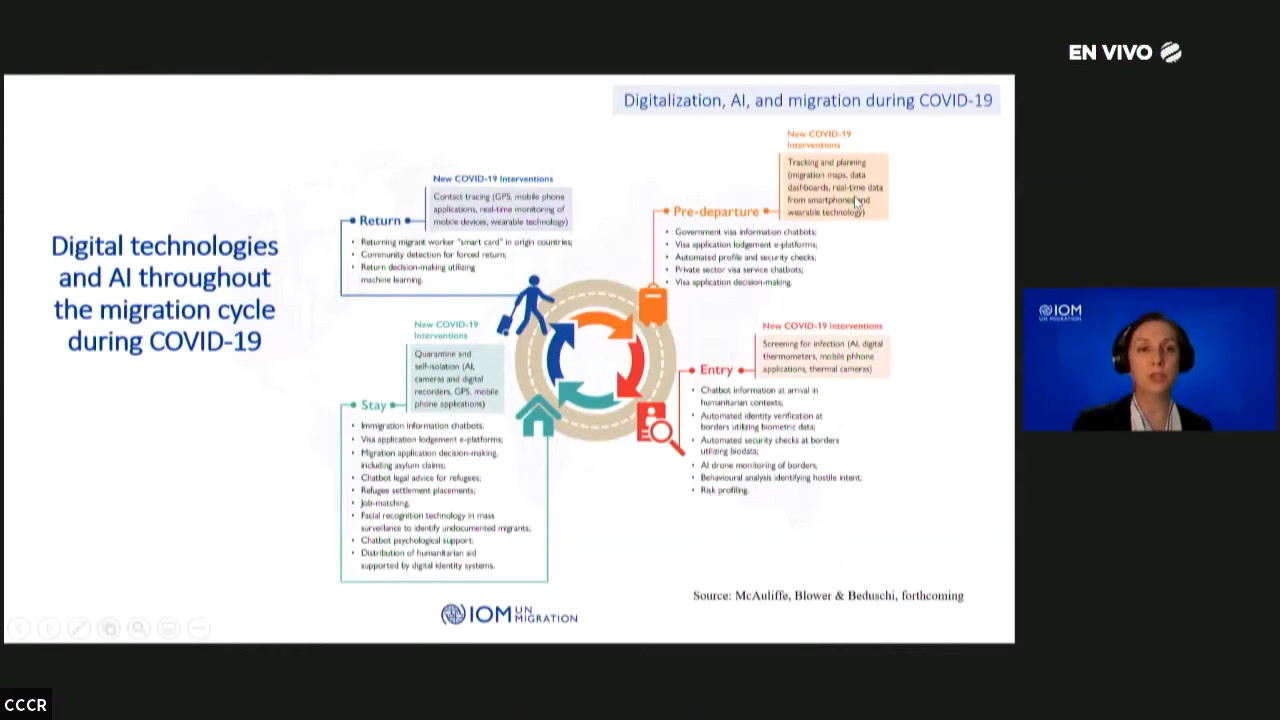 EN VIVO
Digitalization, AI, and migration during COVID-19
Digital technologies
and AI throughout
the migration cycle
during COVID-19
New COVID-19 Interventions
Contact tracing (GPS, mobile phone
applications, real-time monitoring of
mobile devices, wearable technology)
Return
• Returning migrant worker "smart card" in origin countries;
• Community detection for forced return;
• Return decision-making utilizing
machine learning.
New COVID-19
Interventions
Tracking and planning
(migration maps, data
dashboards, real-time data
from smartphones and
wearable technology)
Pre-departure
• Government visa information chatbots;
• Visa application lodgement e-platforms;
• Automated profile and security checks;
• Private sector visa service chatbots;
• Visa application decision-making.
New COVID-19
Interventions
Quarantine and
self-isolation (AI,
cameras and digital
recorders, GPS, mobile
phone applications)
Stay
• Immigration information chatbots;
• Visa application lodgement e-platforms;
• Migration application decision-making,
including asylum claims;
• Chatbot legal advice for refugees;
• Refugee settlement placements;
• Job-matching.
• Facial recognition technology in mass
surveillance to identify undocumented migrants;
• Chatbot psychological support;
• Distribution of humanitarian aid
supported by digital identity systems.
New COVID-19 Interventions
Screening for infection (AI, digital
thermometers, mobile phhone
applications, thermal cameras)
Entry
• Chatbot information at arrival in
humanitarian contexts;
• Automated identity verification at
borders utilizing biometric data;
• Automated security checks at borders
utilizing biodata;
• AI drone monitoring of borders;
• Behavioural analysis identifying hostile intent;
• Risk profiling.
Source: McAuliffe, Blower & Beduschi, forthcoming
IOM UN MIGRATION
IOM
UN MIGRATION
CCCR